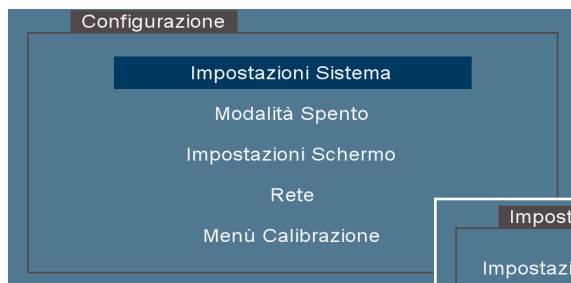 Configurazione
Impostazioni Sistema
Modalità Spento
Impostazioni Schermo
Rete
Menù Calibrazione